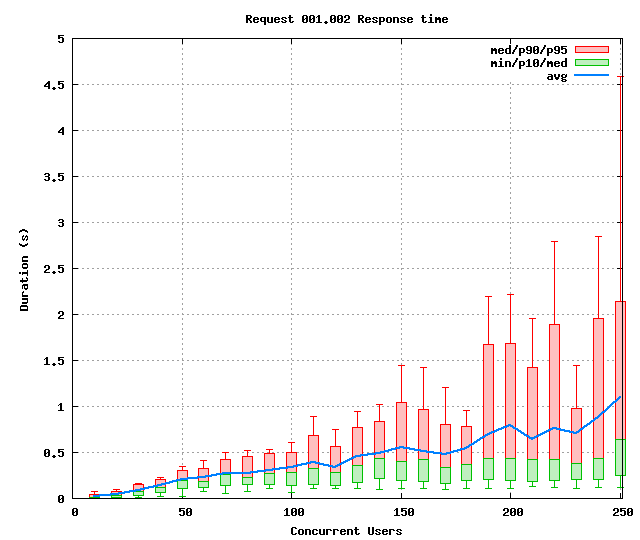 Request 001.002 Response time
med/p90/p95
min/p10/med
avg
Duration (s)
5
4.5
4
3.5
3
2.5
2
1.5
1
0.5
0
0 50 100 150 200 250
Concurrent Users